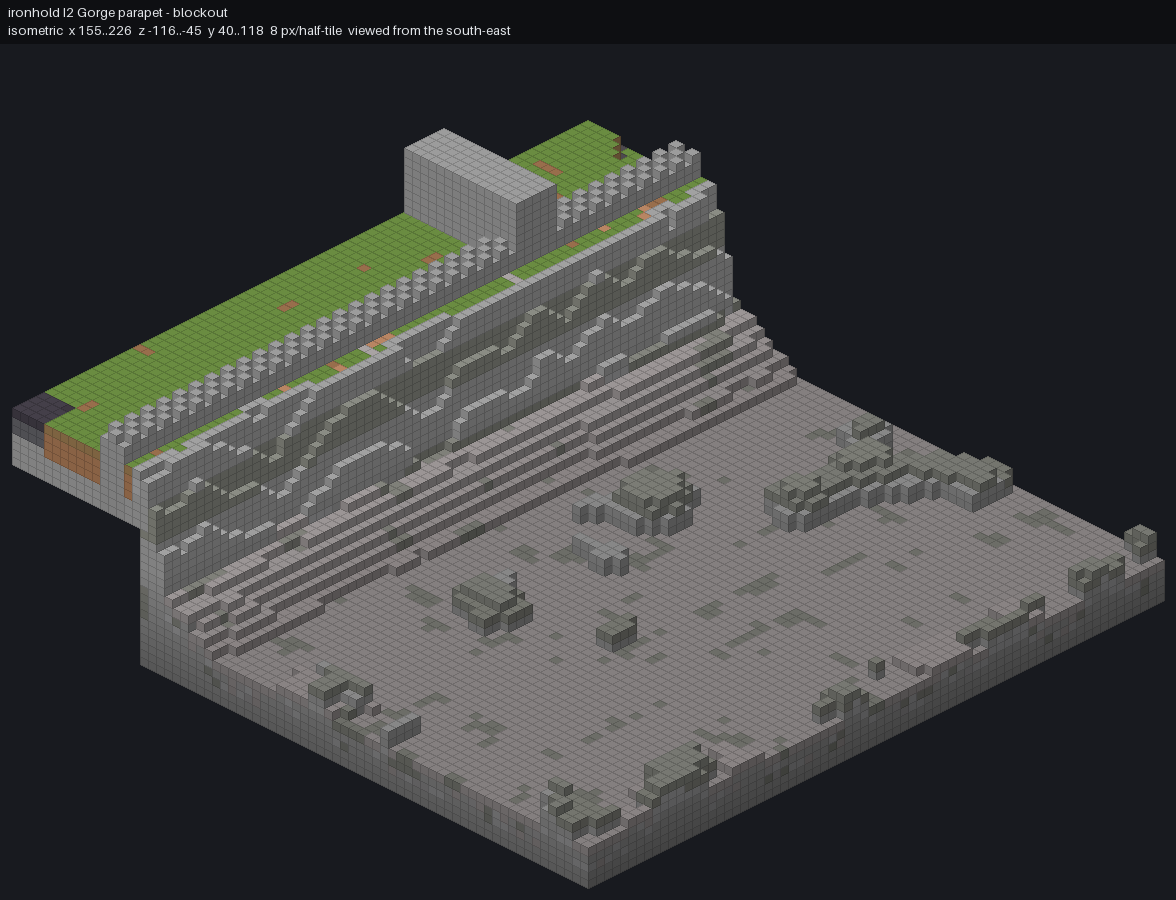 ironhold I2 Gorge parapet - blockout
isometric x 155..226 z -116..-45 y 40..118 8 px/half-tile viewed from the south-east